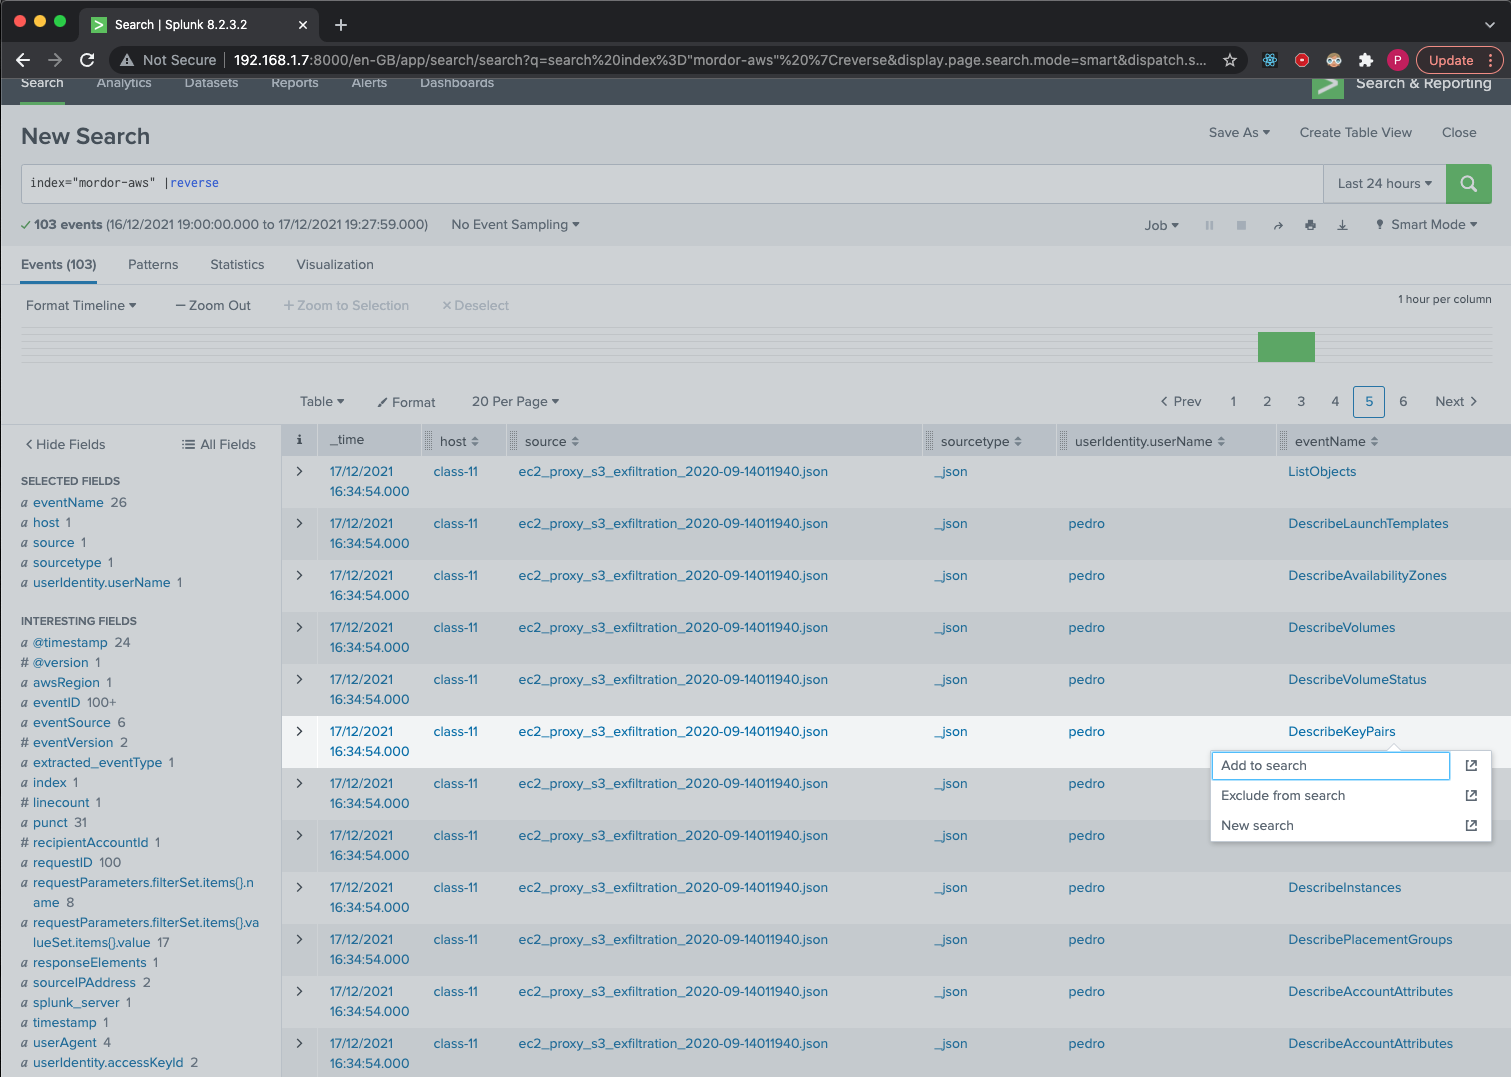 Search | Splunk 8.2.3.2
Not Secure | 192.168.1.7:8000/en-GB/app/search/search?q=search%20index%3D"mordor-aws"%20%7Creverse&display.page.search.mode=smart&dispatch.s...
P
Update
Search Analytics Datasets Reports Alerts Dashboards Search & Reporting
New Search
Save As Create Table View Close
index="mordor-aws" |reverse
Last 24 hours
103 events (16/12/2021 19:00:00.000 to 17/12/2021 19:27:59.000) No Event Sampling
Job Smart Mode
Events (103) Patterns Statistics Visualization
Format Timeline — Zoom Out + Zoom to Selection × Deselect
1 hour per column
Table Format 20 Per Page
< Prev 1 2 3 4 5 6 Next >
< Hide Fields All Fields
SELECTED FIELDS
a eventName 26
a host 1
a source 1
a sourcetype 1
a userIdentity.userName 1
INTERESTING FIELDS
a @timestamp 24
# @version 1
a awsRegion 1
a eventID 100+
a eventSource 6
# eventVersion 2
a extracted_eventType 1
a index 1
# linecount 1
a punct 31
# recipientAccountId 1
a requestID 100
a requestParameters.filterSet.items{}.n
ame 8
a requestParameters.filterSet.items{}.va
lueSet.items{}.value 17
a responseElements 1
a sourceIPAddress 2
a splunk_server 1
a timestamp 1
a userAgent 4
a userIdentity.accessKeyId 2
i _time host source sourcetype userIdentity.userName eventName
> 17/12/2021 class-11 ec2_proxy_s3_exfiltration_2020-09-14011940.json _json ListObjects
16:34:54.000
> 17/12/2021 class-11 ec2_proxy_s3_exfiltration_2020-09-14011940.json _json pedro DescribeLaunchTemplates
16:34:54.000
> 17/12/2021 class-11 ec2_proxy_s3_exfiltration_2020-09-14011940.json _json pedro DescribeAvailabilityZones
16:34:54.000
> 17/12/2021 class-11 ec2_proxy_s3_exfiltration_2020-09-14011940.json _json pedro DescribeVolumes
16:34:54.000
> 17/12/2021 class-11 ec2_proxy_s3_exfiltration_2020-09-14011940.json _json pedro DescribeVolumeStatus
16:34:54.000
> 17/12/2021 class-11 ec2_proxy_s3_exfiltration_2020-09-14011940.json _json pedro DescribeKeyPairs
16:34:54.000
Add to search
Exclude from search
New search
> 17/12/2021 class-11 ec2_proxy_s3_exfiltration_2020-09-14011940.json _json pedro
16:34:54.000
> 17/12/2021 class-11 ec2_proxy_s3_exfiltration_2020-09-14011940.json _json pedro
16:34:54.000
> 17/12/2021 class-11 ec2_proxy_s3_exfiltration_2020-09-14011940.json _json pedro DescribeInstances
16:34:54.000
> 17/12/2021 class-11 ec2_proxy_s3_exfiltration_2020-09-14011940.json _json pedro DescribePlacementGroups
16:34:54.000
> 17/12/2021 class-11 ec2_proxy_s3_exfiltration_2020-09-14011940.json _json pedro DescribeAccountAttributes
16:34:54.000
> 17/12/2021 class-11 ec2_proxy_s3_exfiltration_2020-09-14011940.json _json pedro DescribeAccountAttributes
16:34:54.000